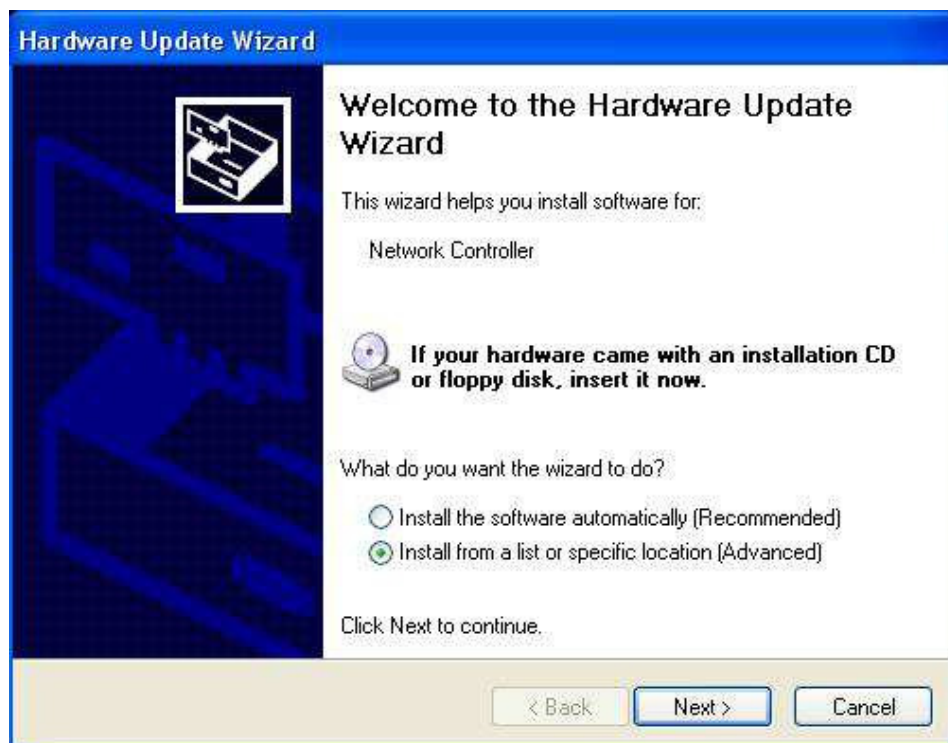 Hardware Update Wizard
Welcome to the Hardware Update
Wizard
This wizard helps you install software for:
Network Controller
If your hardware came with an installation CD
or floppy disk, insert it now.
What do you want the wizard to do?
Install the software automatically (Recommended)
Install from a list or specific location (Advanced)
Click Next to continue.
< Back
Next >
Cancel